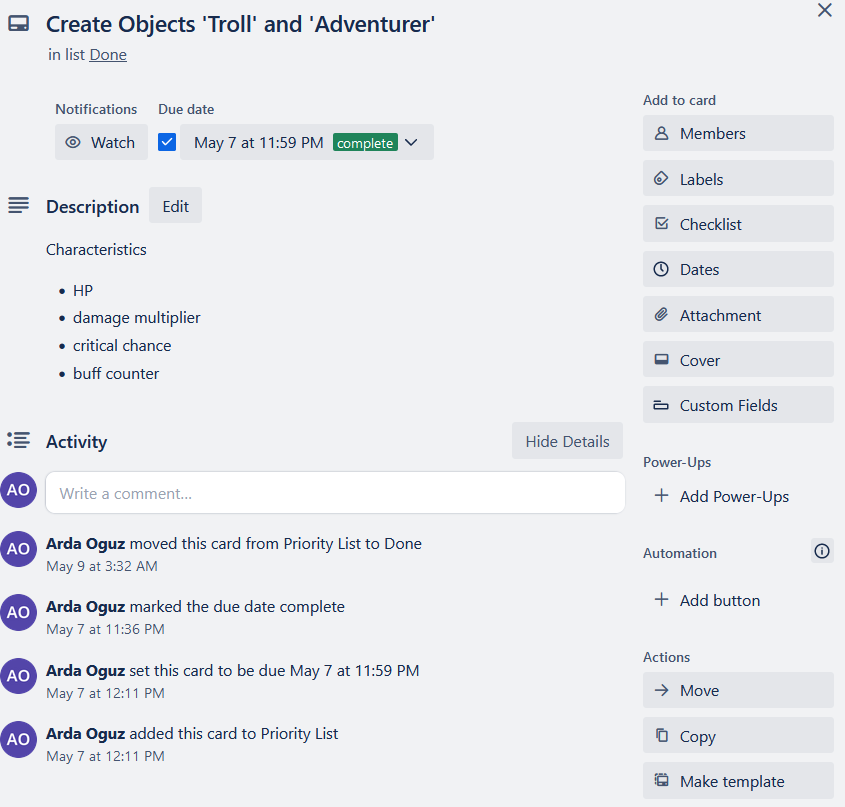 Create Objects 'Troll' and 'Adventurer'
in list Done
Notifications
Due date
Watch
May 7 at 11:59 PM complete
Description
Edit
Characteristics
• HP
• damage multiplier
• critical chance
• buff counter
Activity
Hide Details
AO
Write a comment...
AO
Arda Oguz moved this card from Priority List to Done
May 9 at 3:32 AM
AO
Arda Oguz marked the due date complete
May 7 at 11:36 PM
AO
Arda Oguz set this card to be due May 7 at 11:59 PM
May 7 at 12:11 PM
AO
Arda Oguz added this card to Priority List
May 7 at 12:11 PM
Add to card
Members
Labels
Checklist
Dates
Attachment
Cover
Custom Fields
Power-Ups
+ Add Power-Ups
Automation
+ Add button
Actions
Move
Copy
Make template